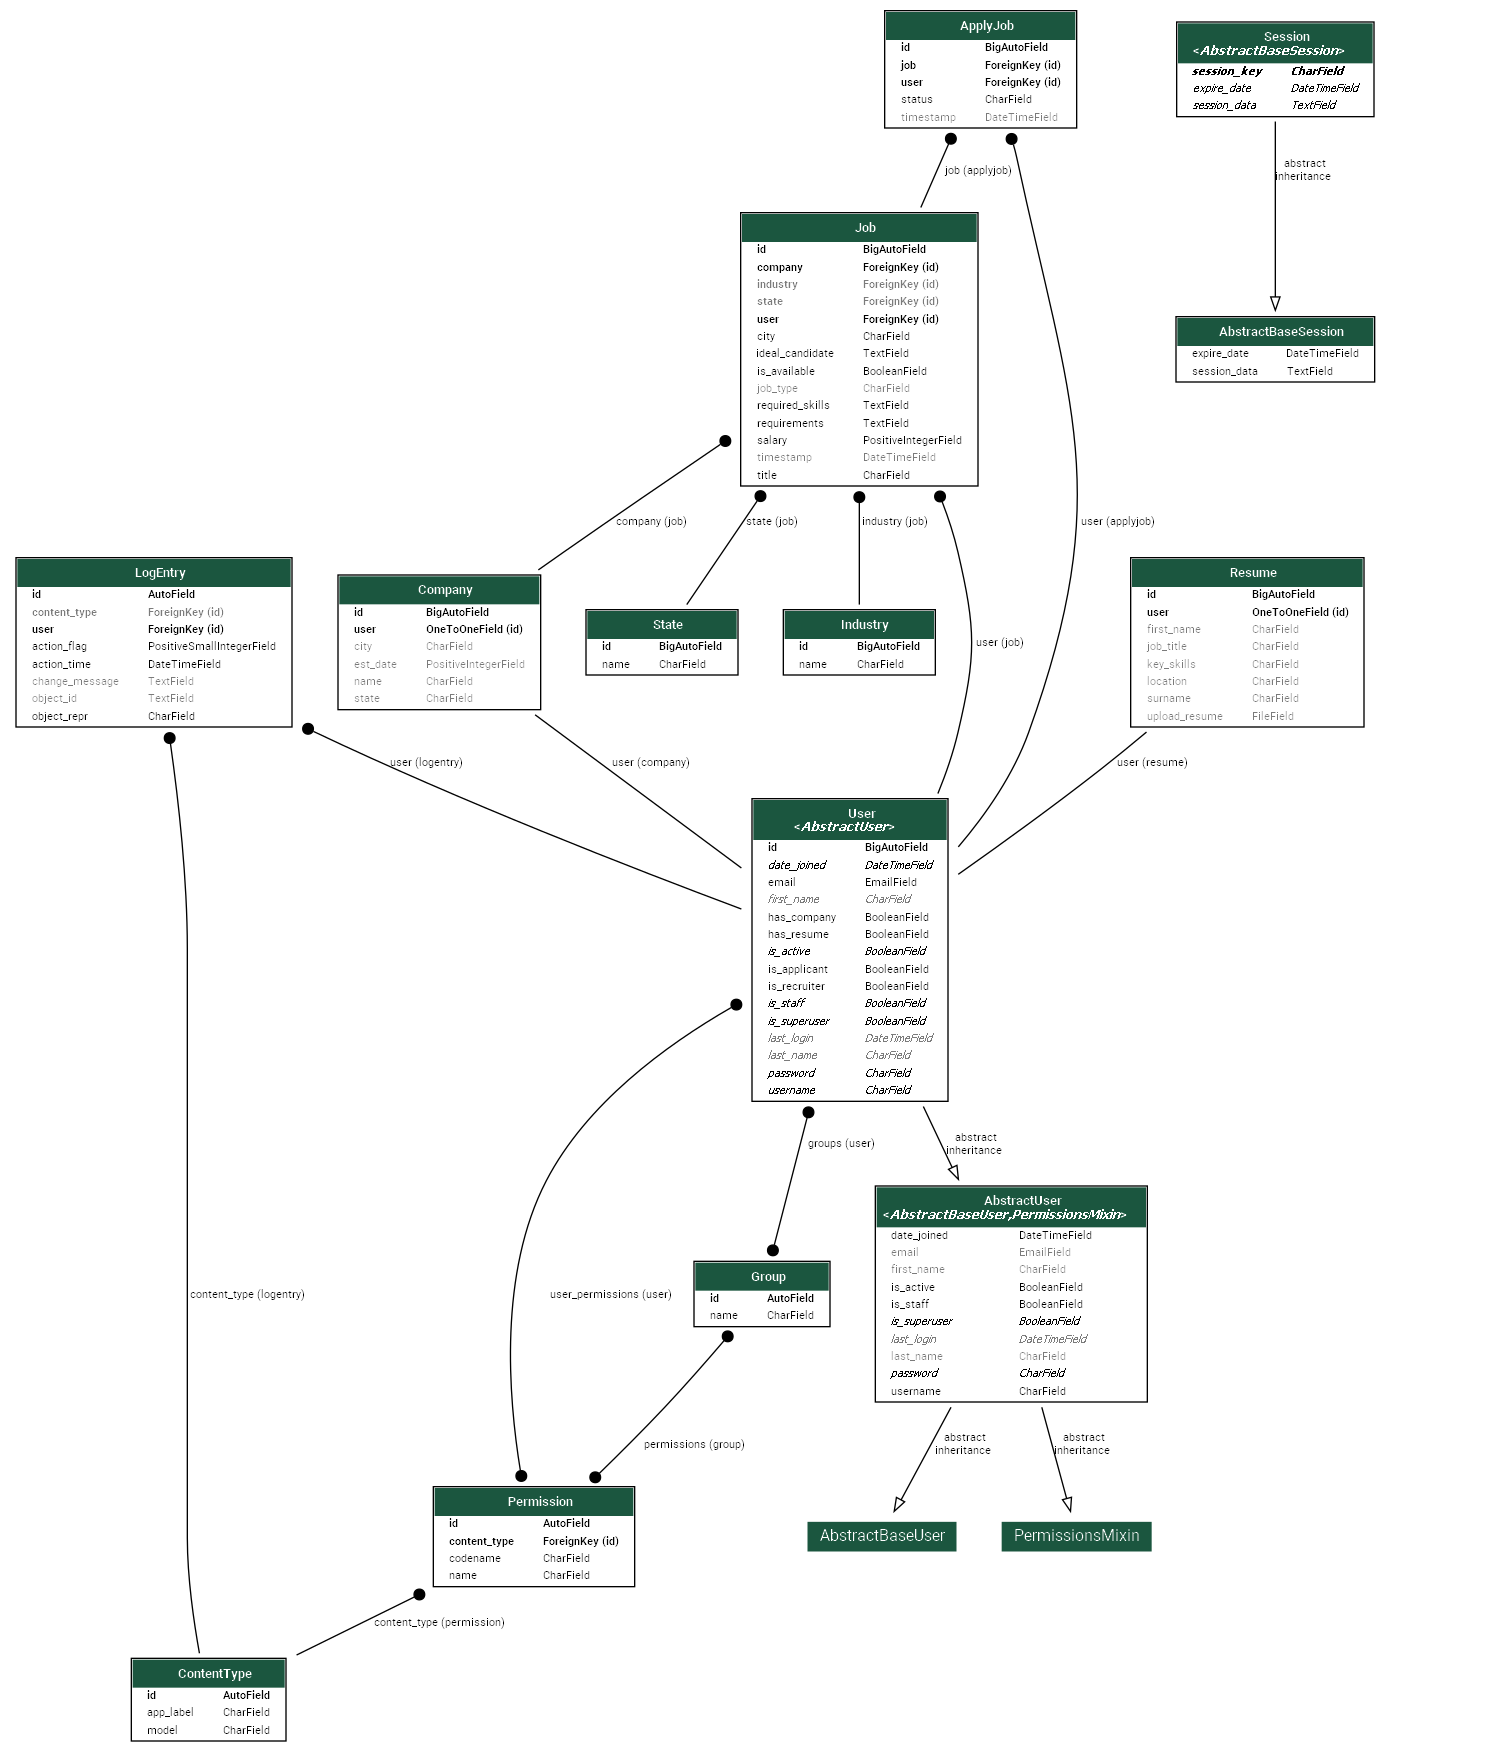 ApplyJob
id BigAutoField
job ForeignKey (id)
user ForeignKey (id)
status CharField
timestamp DateTimeField
Session
<AbstractBaseSession>
session_key CharField
expire_date DateTimeField
session_data TextField
abstract
inheritance
job (applyjob)
Job
id BigAutoField
company ForeignKey (id)
industry ForeignKey (id)
state ForeignKey (id)
user ForeignKey (id)
city CharField
ideal_candidate TextField
is_available BooleanField
job_type CharField
required_skills TextField
requirements TextField
salary PositiveIntegerField
timestamp DateTimeField
title CharField
AbstractBaseSession
expire_date DateTimeField
session_data TextField
company (job)
state (job)
industry (job)
user (applyjob)
LogEntry
id AutoField
content_type ForeignKey (id)
user ForeignKey (id)
action_flag PositiveSmallIntegerField
action_time DateTimeField
change_message TextField
object_id TextField
object_repr CharField
Company
id BigAutoField
user OneToOneField (id)
city CharField
est_date PositiveIntegerField
name CharField
state CharField
State
id BigAutoField
name CharField
Industry
id BigAutoField
name CharField
user (job)
Resume
id BigAutoField
user OneToOneField (id)
first_name CharField
job_title CharField
key_skills CharField
location CharField
surname CharField
upload_resume FileField
user (logentry)
user (company)
user (resume)
User
<AbstractUser>
id BigAutoField
date_joined DateTimeField
email EmailField
first_name CharField
has_company BooleanField
has_resume BooleanField
is_active BooleanField
is_applicant BooleanField
is_recruiter BooleanField
is_staff BooleanField
is_superuser BooleanField
last_login DateTimeField
last_name CharField
password CharField
username CharField
groups (user)
abstract
inheritance
AbstractUser
<AbstractBaseUser,PermissionsMixin>
date_joined DateTimeField
email EmailField
first_name CharField
is_active BooleanField
is_staff BooleanField
is_superuser BooleanField
last_login DateTimeField
last_name CharField
password CharField
username CharField
content_type (logentry)
user_permissions (user)
Group
id AutoField
name CharField
permissions (group)
abstract
inheritance
abstract
inheritance
Permission
id AutoField
content_type ForeignKey (id)
codename CharField
name CharField
AbstractBaseUser
PermissionsMixin
content_type (permission)
ContentType
id AutoField
app_label CharField
model CharField